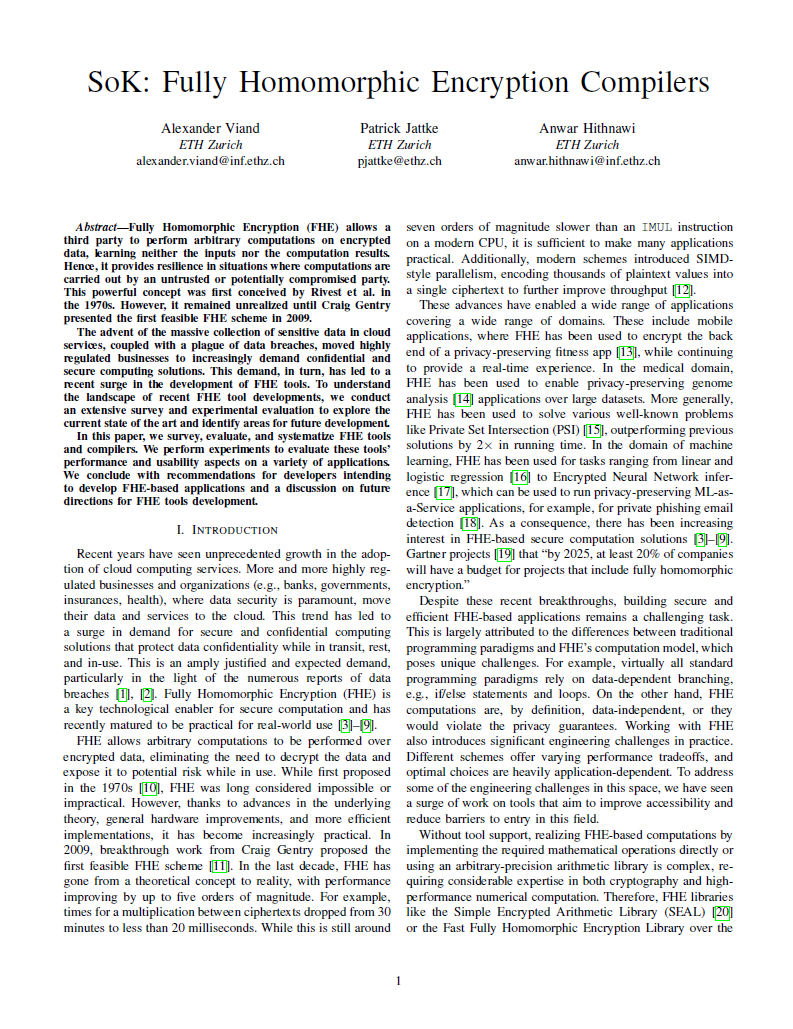 SoK: Fully Homomorphic Encryption Compilers
Alexander Viand
ETH Zurich
alexander.viand@inf.ethz.ch
Patrick Jattke
ETH Zurich
pjattke@ethz.ch
Anwar Hithnawi
ETH Zurich
anwar.hithnawi@inf.ethz.ch
Abstract—Fully Homomorphic Encryption (FHE) allows a
third party to perform arbitrary computations on encrypted
data, learning neither the inputs nor the computation results.
Hence, it provides resilience in situations where computations are
carried out by an untrusted or potentially compromised party.
This powerful concept was first conceived by Rivest et al. in
the 1970s. However, it remained unrealized until Craig Gentry
presented the first feasible FHE scheme in 2009.
The advent of the massive collection of sensitive data in cloud
services, coupled with a plague of data breaches, moved highly
regulated businesses to increasingly demand confidential and
secure computing solutions. This demand, in turn, has led to a
recent surge in the development of FHE tools. To understand
the landscape of recent FHE tool developments, we conduct
an extensive survey and experimental evaluation to explore the
current state of the art and identify areas for future development.
In this paper, we survey, evaluate, and systematize FHE tools
and compilers. We perform experiments to evaluate these tools'
performance and usability aspects on a variety of applications.
We conclude with recommendations for developers intending
to develop FHE-based applications and a discussion on future
directions for FHE tools development.
I. INTRODUCTION
Recent years have seen unprecedented growth in the adop-
tion of cloud computing services. More and more highly reg-
ulated businesses and organizations (e.g., banks, governments,
insurances, health), where data security is paramount, move
their data and services to the cloud. This trend has led to
a surge in demand for secure and confidential computing
solutions that protect data confidentiality while in transit, rest,
and in-use. This is an amply justified and expected demand,
particularly in the light of the numerous reports of data
breaches [1], [2]. Fully Homomorphic Encryption (FHE) is
a key technological enabler for secure computation and has
recently matured to be practical for real-world use [3]–[9].
FHE allows arbitrary computations to be performed over
encrypted data, eliminating the need to decrypt the data and
expose it to potential risk while in use. While first proposed
in the 1970s [10], FHE was long considered impossible or
impractical. However, thanks to advances in the underlying
theory, general hardware improvements, and more efficient
implementations, it has become increasingly practical. In
2009, breakthrough work from Craig Gentry proposed the
first feasible FHE scheme [11]. In the last decade, FHE has
gone from a theoretical concept to reality, with performance
improving by up to five orders of magnitude. For example,
times for a multiplication between ciphertexts dropped from 30
minutes to less than 20 milliseconds. While this is still around
seven orders of magnitude slower than an IMUL instruction
on a modern CPU, it is sufficient to make many applications
practical. Additionally, modern schemes introduced SIMD-
style parallelism, encoding thousands of plaintext values into
a single ciphertext to further improve throughput [12].
These advances have enabled a wide range of applications
covering a wide range of domains. These include mobile
applications, where FHE has been used to encrypt the back
end of a privacy-preserving fitness app [13], while continuing
to provide a real-time experience. In the medical domain,
FHE has been used to enable privacy-preserving genome
analysis [14] applications over large datasets. More generally,
FHE has been used to solve various well-known problems
like Private Set Intersection (PSI) [15], outperforming previous
solutions by 2× in running time. In the domain of machine
learning, FHE has been used for tasks ranging from linear and
logistic regression [16] to Encrypted Neural Network infer-
ence [17], which can be used to run privacy-preserving ML-as-
a-Service applications, for example, for private phishing email
detection [18]. As a consequence, there has been increasing
interest in FHE-based secure computation solutions [3]–[9].
Gartner projects [19] that "by 2025, at least 20% of companies
will have a budget for projects that include fully homomorphic
encryption."
Despite these recent breakthroughs, building secure and
efficient FHE-based applications remains a challenging task.
This is largely attributed to the differences between traditional
programming paradigms and FHE's computation model, which
poses unique challenges. For example, virtually all standard
programming paradigms rely on data-dependent branching,
e.g., if/else statements and loops. On the other hand, FHE
computations are, by definition, data-independent, or they
would violate the privacy guarantees. Working with FHE
also introduces significant engineering challenges in practice.
Different schemes offer varying performance tradeoffs, and
optimal choices are heavily application-dependent. To address
some of the engineering challenges in this space, we have seen
a surge of work on tools that aim to improve accessibility and
reduce barriers to entry in this field.
Without tool support, realizing FHE-based computations by
implementing the required mathematical operations directly or
using an arbitrary-precision arithmetic library is complex, re-
quiring considerable expertise in both cryptography and high-
performance numerical computation. Therefore, FHE libraries
like the Simple Encrypted Arithmetic Library (SEAL) [20]
or the Fast Fully Homomorphic Encryption Library over the
1